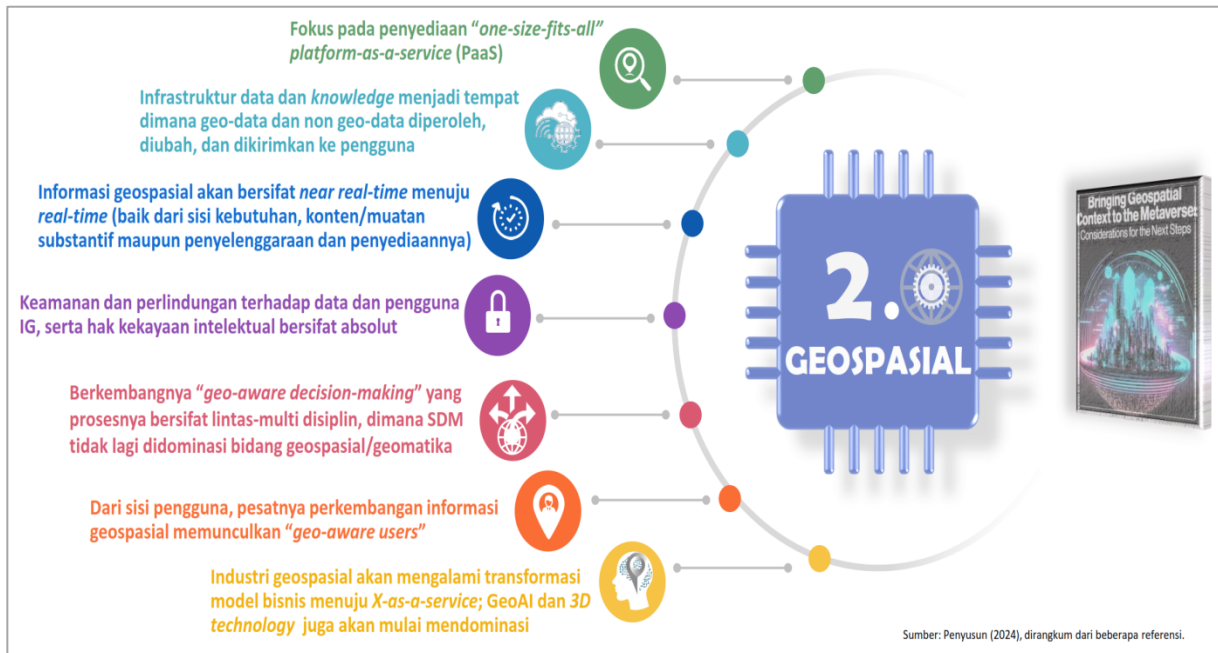 Fokus pada penyediaan “one-size-fits-all”
platform-as-a-service (PaaS)
Infrastruktur data dan knowledge menjadi tempat
dimana geo-data dan non geo-data diperoleh,
diubah, dan dikirimkan ke pengguna
Informasi geospasial akan bersifat near real-time menuju
real-time (baik dari sisi kebutuhan, konten/muatan
substantif maupun penyelenggaraan dan penyediaannya)
Keamanan dan perlindungan terhadap data dan pengguna
IG, serta hak kekayaan intelektual bersifat absolut
Berkembangnya “geo-aware decision-making” yang
prosesnya bersifat lintas-multi disiplin, dimana SDM
tidak lagi didominasi bidang geospasial/geomatika
Dari sisi pengguna, pesatnya perkembangan informasi
geospasial memunculkan “geo-aware users”
Industri geospasial akan mengalami transformasi
model bisnis menuju X-as-a-service; GeoAI dan 3D
technology juga akan mulai mendominasi
2.0
GEOSPASIAL
Bringing Geospatial
Context to the Metaverse:
Considerations for the Next Steps
Sumber: Penyusun (2024), dirangkum dari beberapa referensi.